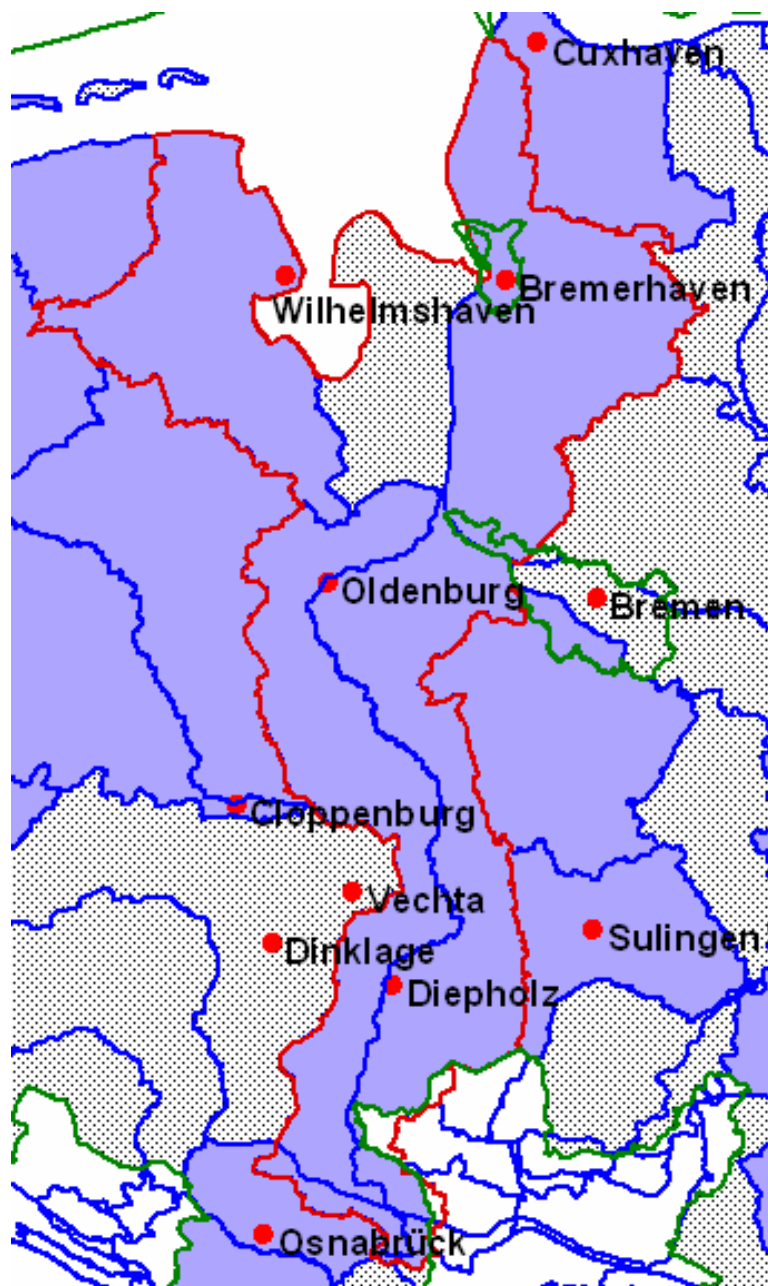 Cuxhaven
Bremerhaven
Wilhelmshaven
Oldenburg
Bremen
Cloppenburg
Vechta
Sulingen
Dinklage
Diepholz
Osnabrück